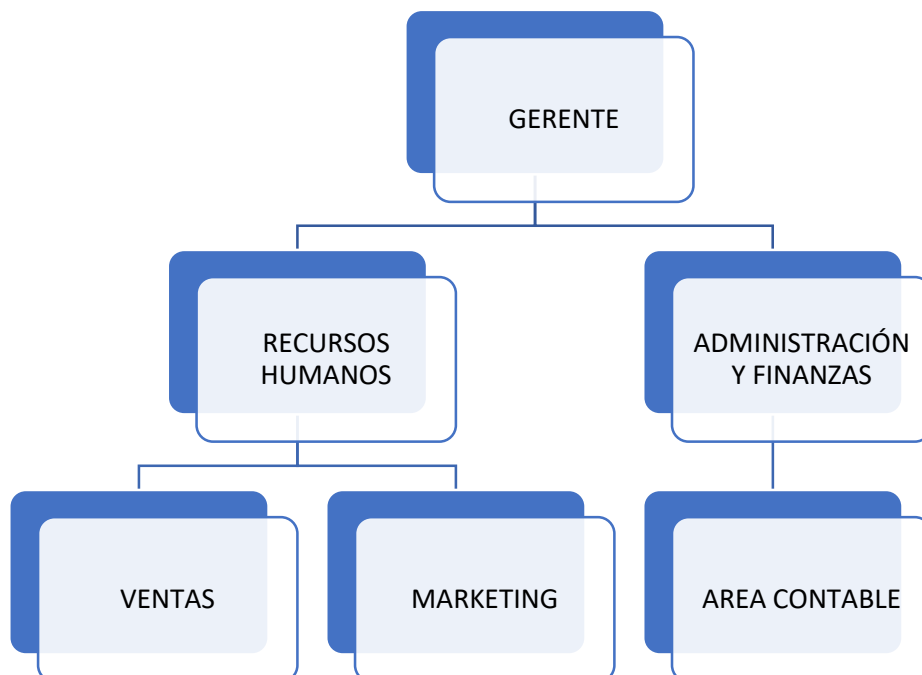 GERENTE
RECURSOS
HUMANOS
ADMINISTRACIÓN
Y FINANZAS
VENTAS
MARKETING
AREA CONTABLE